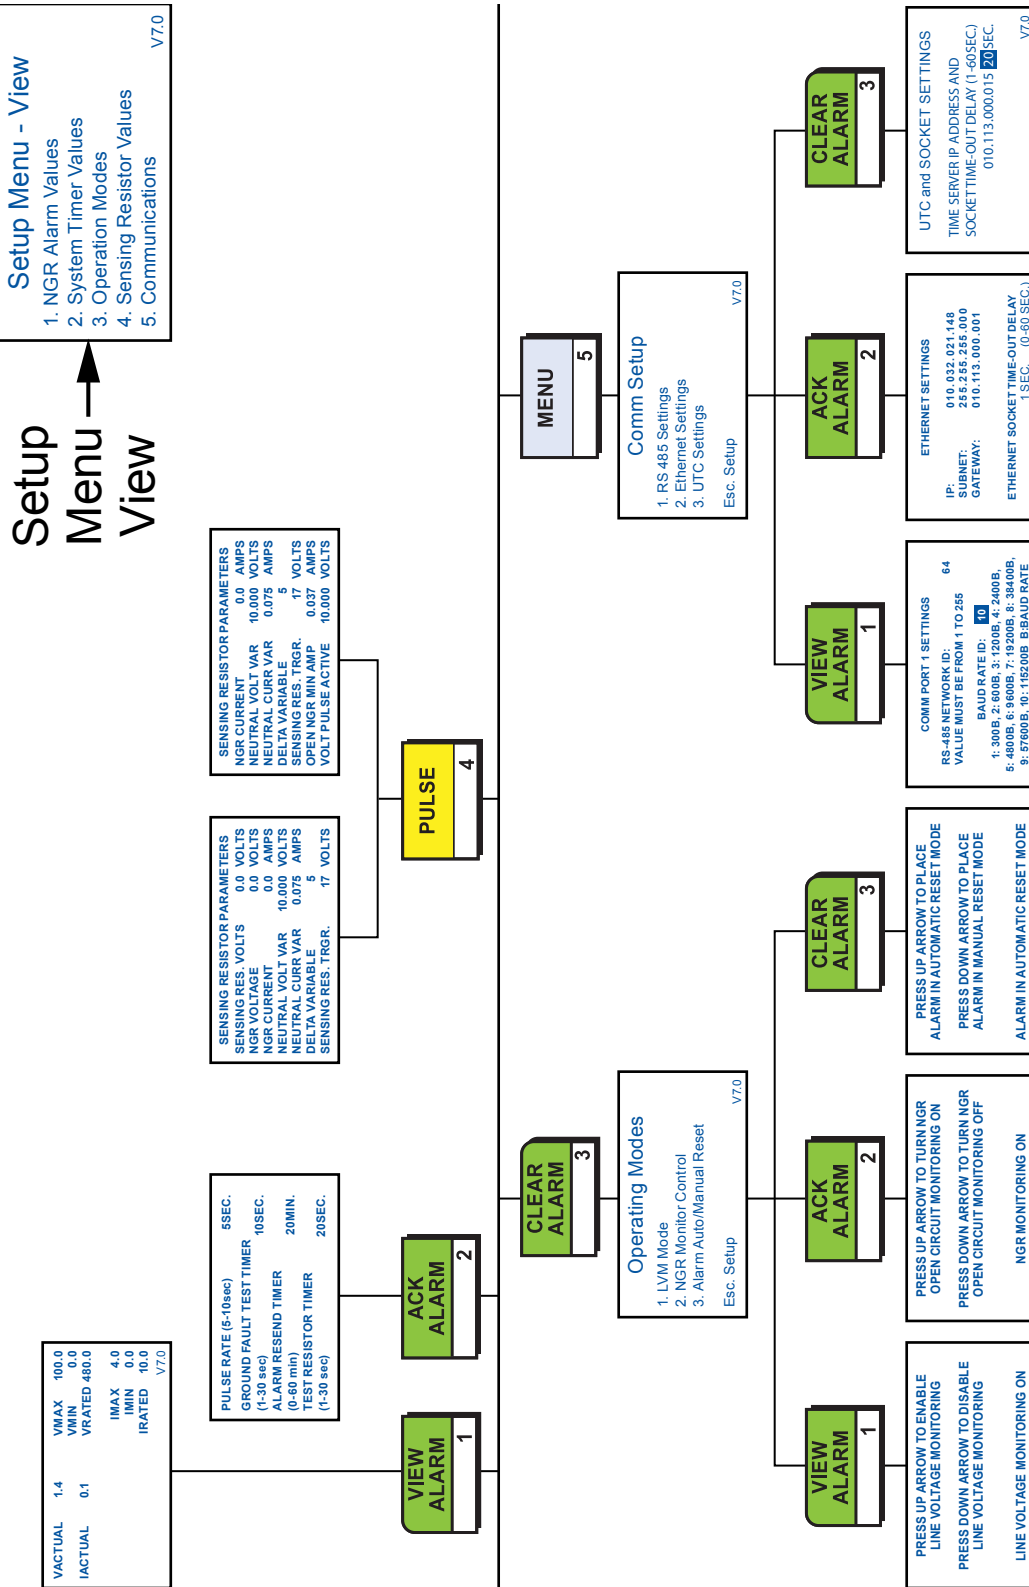 Setup
Menu
View
Setup Menu - View
1. NGR Alarm Values
2. System Timer Values
3. Operation Modes
4. Sensing Resistor Values
5. Communications
V7.0
VACTUAL 1.4 VMAX 100.0
VMIN 0.0
IACTUAL 0.1 VRATED 480.0
IMAX 4.0
IMIN 0.0
IRATED 10.0
V7.0
VIEW
ALARM
1
PULSE RATE (5-10sec) 5SEC.
GROUND FAULT TEST TIMER
(1-30 sec) 10SEC.
ALARM RESEND TIMER
(0-60 min) 20MIN.
TEST RESISTOR TIMER
(1-30 sec) 20SEC.
ACK
ALARM
2
SENSING RESISTOR PARAMETERS
SENSING RES. VOLTS 0.0 VOLTS
NGR VOLTAGE 0.0 VOLTS
NGR CURRENT 0.0 AMPS
NEUTRAL VOLT VAR 10.000 VOLTS
NEUTRAL CURR VAR 0.075 AMPS
DELTA VARIABLE 5
SENSING RES. TRGR. 17 VOLTS
SENSING RESISTOR PARAMETERS
NGR CURRENT 0.0 AMPS
NEUTRAL VOLT VAR 10.000 VOLTS
NEUTRAL CURR VAR 0.075 AMPS
DELTA VARIABLE 5
SENSING RES. TRGR. 17 VOLTS
OPEN NGR MIN AMP 0.037 AMPS
VOLT PULSE ACTIVE 10.000 VOLTS
PULSE
4
CLEAR
ALARM
3
Operating Modes
1. LVM Mode
2. NGR Monitor Control
3. Alarm Auto/Manual Reset
Esc. Setup
V7.0
MENU
5
Comm Setup
1. RS 485 Settings
2. Ethernet Settings
3. UTC Settings
Esc. Setup
V7.0
VIEW
ALARM
1
PRESS UP ARROW TO ENABLE
LINE VOLTAGE MONITORING
PRESS DOWN ARROW TO DISABLE
LINE VOLTAGE MONITORING
LINE VOLTAGE MONITORING ON
ACK
ALARM
2
PRESS UP ARROW TO TURN NGR
OPEN CIRCUIT MONITORING ON
PRESS DOWN ARROW TO TURN NGR
OPEN CIRCUIT MONITORING OFF
NGR MONITORING ON
CLEAR
ALARM
3
PRESS UP ARROW TO PLACE
ALARM IN AUTOMATIC RESET MODE
PRESS DOWN ARROW TO PLACE
ALARM IN MANUAL RESET MODE
ALARM IN AUTOMATIC RESET MODE
VIEW
ALARM
1
COMM PORT 1 SETTINGS
RS-485 NETWORK ID: 64
VALUE MUST BE FROM 1 TO 255
BAUD RATE ID: 10
1: 300B, 2: 600B, 3: 1200B, 4: 2400B,
5: 4800B, 6: 9600B, 7: 19200B, 8: 38400B,
9: 57600B, 10: 115200B B:BAUD RATE
ACK
ALARM
2
ETHERNET SETTINGS
IP: 010.032.021.148
SUBNET: 255.255.255.000
GATEWAY: 010.113.000.001
ETHERNET SOCKET TIME-OUT DELAY
1 SEC. (0-60 SEC.)
CLEAR
ALARM
3
UTC and SOCKET SETTINGS
TIME SERVER IP ADDRESS AND
SOCKET TIME-OUT DELAY (1-60SEC.)
010.113.000.015 20SEC.
V7.0